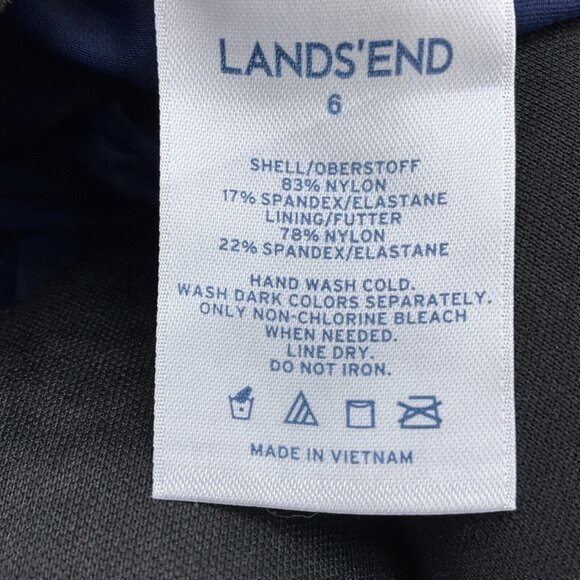 LANDS'END
6
SHELL/OBERSTOFF
83% NYLON
17% SPANDEX/ELASTANE
LINING/FUTTER
78% NYLON
22% SPANDEX/ELASTANE
HAND WASH COLD.
WASH DARK COLORS SEPARATELY.
ONLY NON-CHLORINE BLEACH
WHEN NEEDED.
LINE DRY.
DO NOT IRON.
MADE IN VIETNAM